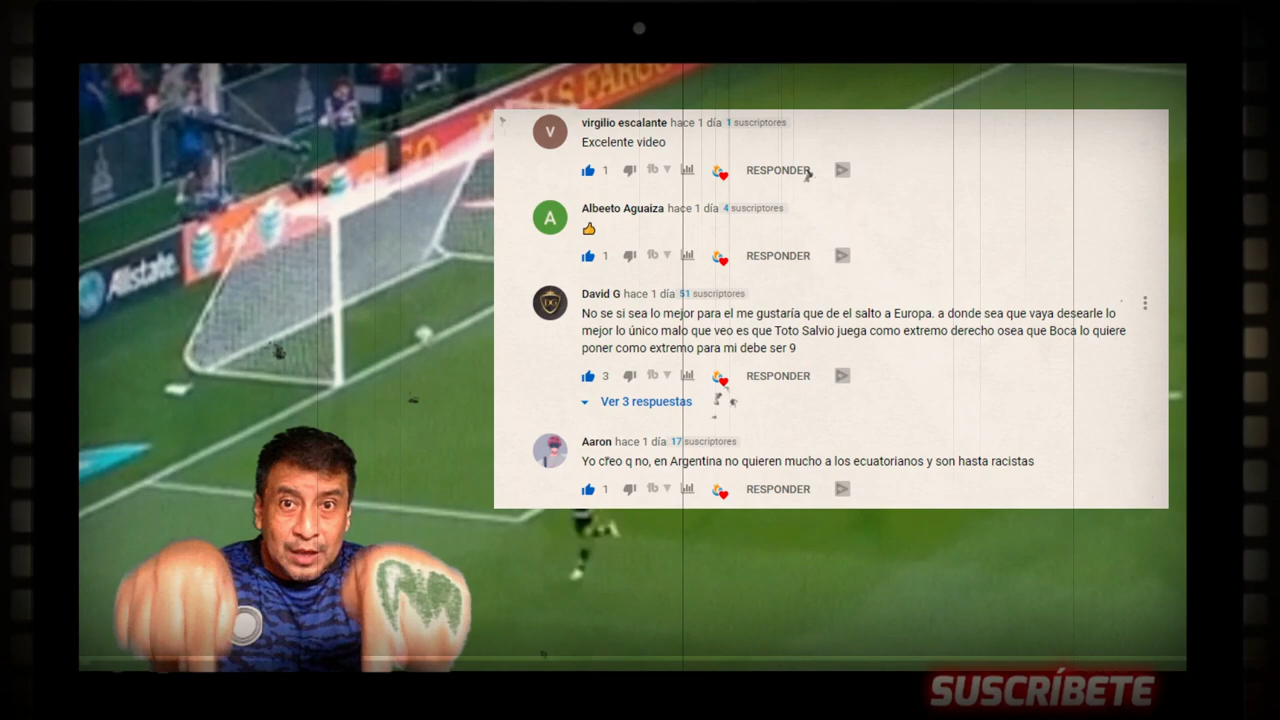 WELLS FARGO
Allstate.
AT&T
virgilio escalante hace 1 día 1 suscriptores
Excelente video
1 RESPONDER
Albeeto Aguaiza hace 1 día 4 suscriptores
👍
1 RESPONDER
David G hace 1 día 51 suscriptores
No se si sea lo mejor para el me gustaría que de el salto a Europa. a donde sea que vaya desearle lo
mejor lo único malo que veo es que Toto Salvio juega como extremo derecho osea que Boca lo quiere
poner como extremo para mi debe ser 9
3 RESPONDER
Ver 3 respuestas
Aaron hace 1 día 17 suscriptores
Yo creo q no, en Argentina no quieren mucho a los ecuatorianos y son hasta racistas
1 RESPONDER
SUSCRÍBETE